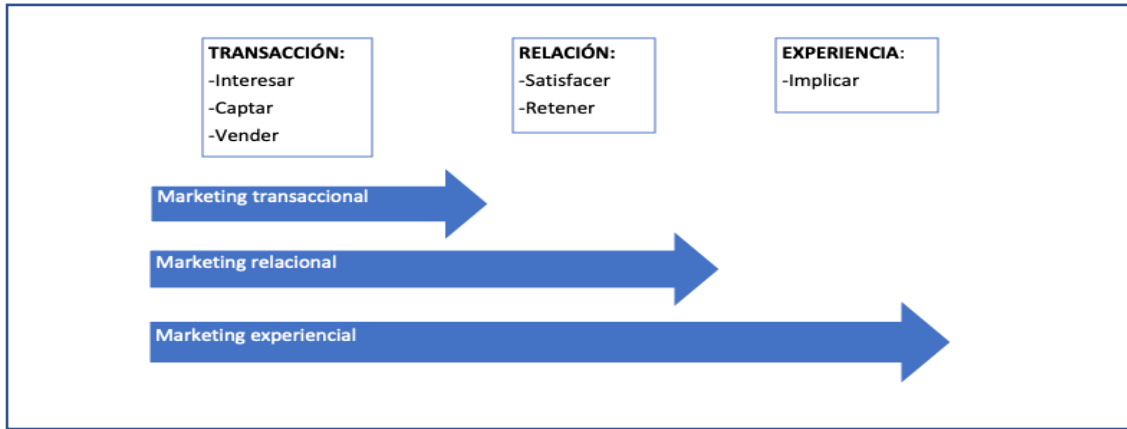 TRANSACCIÓN:
-Interesar
-Captar
-Vender
RELACIÓN:
-Satisfacer
-Retener
EXPERIENCIA:
-Implicar
Marketing transaccional
Marketing relacional
Marketing experiencial